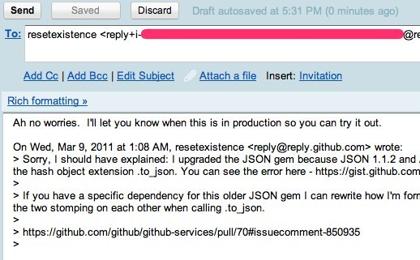 Send Saved Discard Draft autosaved at 5:31 PM (0 minutes ago)
To: resetexistence <reply+i- @re
Add Cc | Add Bcc | Edit Subject Attach a file Insert: Invitation
Rich formatting »
Ah no worries. I'll let you know when this is in production so you can try it out.
On Wed, Mar 9, 2011 at 1:08 AM, resetexistence <reply@reply.github.com> wrote:
> Sorry, I should have explained: I upgraded the JSON gem because JSON 1.1.2 and
the hash object extension .to_json. You can see the error here - https://gist.github.com
>
> If you have a specific dependency for this older JSON gem I can rewrite how I'm form
the two stomping on each other when calling .to_json.
>
> https://github.com/github/github-services/pull/70#issuecomment-850935
>
>